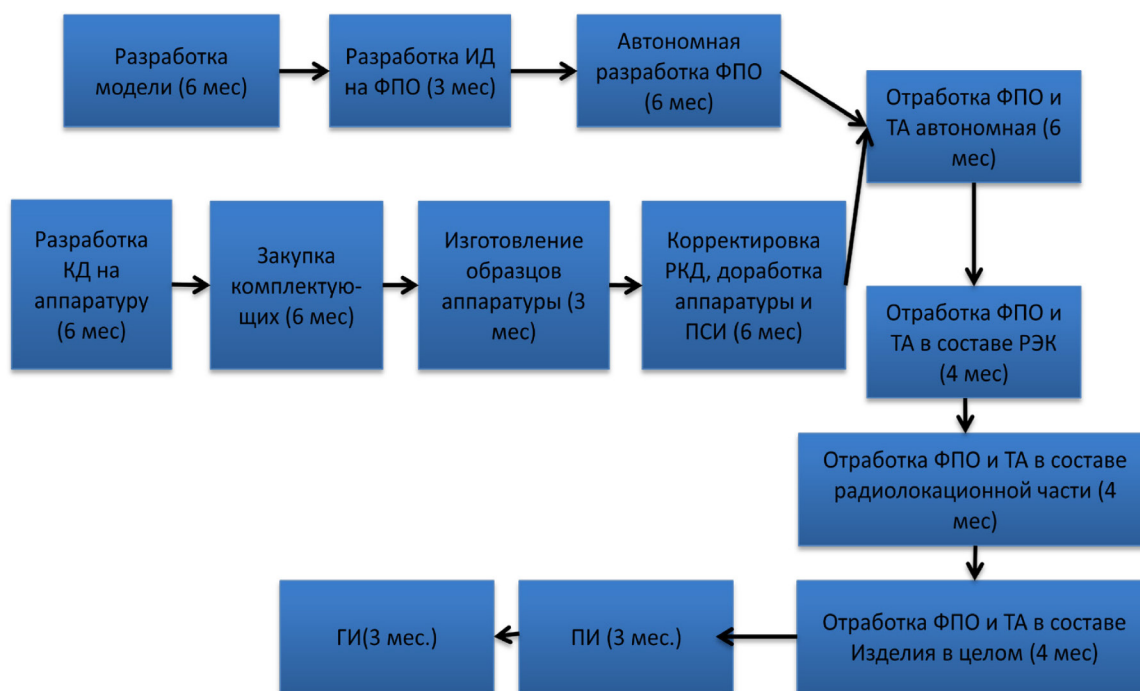 Разработка
модели (6 мес)
Разработка ИД
на ФПО (3 мес)
Автономная
разработка ФПО
(6 мес)
Отработка ФПО и
ТА автономная (6
мес)
Разработка
КД на
аппаратуру
(6 мес)
Закупка
комплектую-
щих (6 мес)
Изготовление
образцов
аппаратуры (3
мес)
Корректировка
РКД, доработка
аппаратуры и
ПСИ (6 мес)
Отработка ФПО и
ТА в составе РЭК
(4 мес)
Отработка ФПО и ТА в составе
радиолокационной части (4
мес)
Отработка ФПО и ТА в составе
Изделия в целом (4 мес)
ПИ (3 мес.)
ГИ(3 мес.)